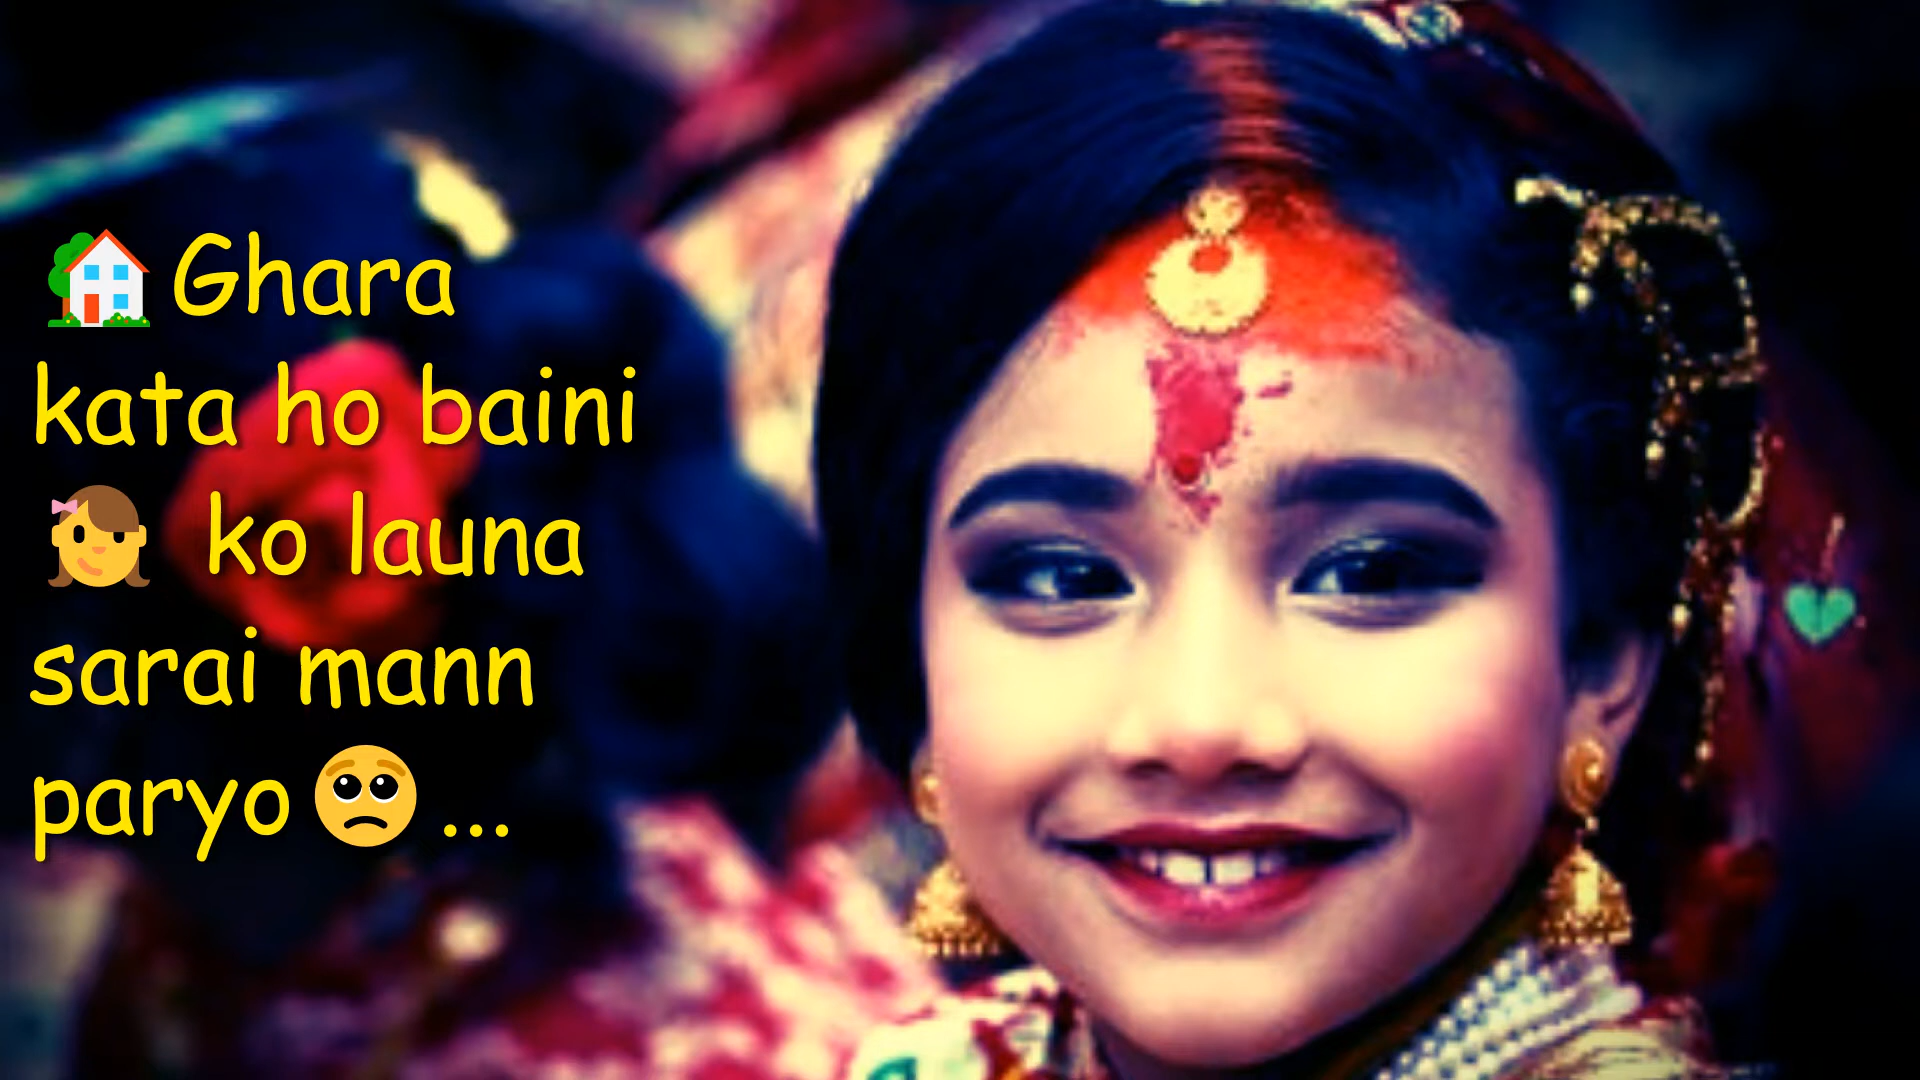 🏡Ghara
kata ho baini
👧 ko launa
sarai mann
paryo🥺...